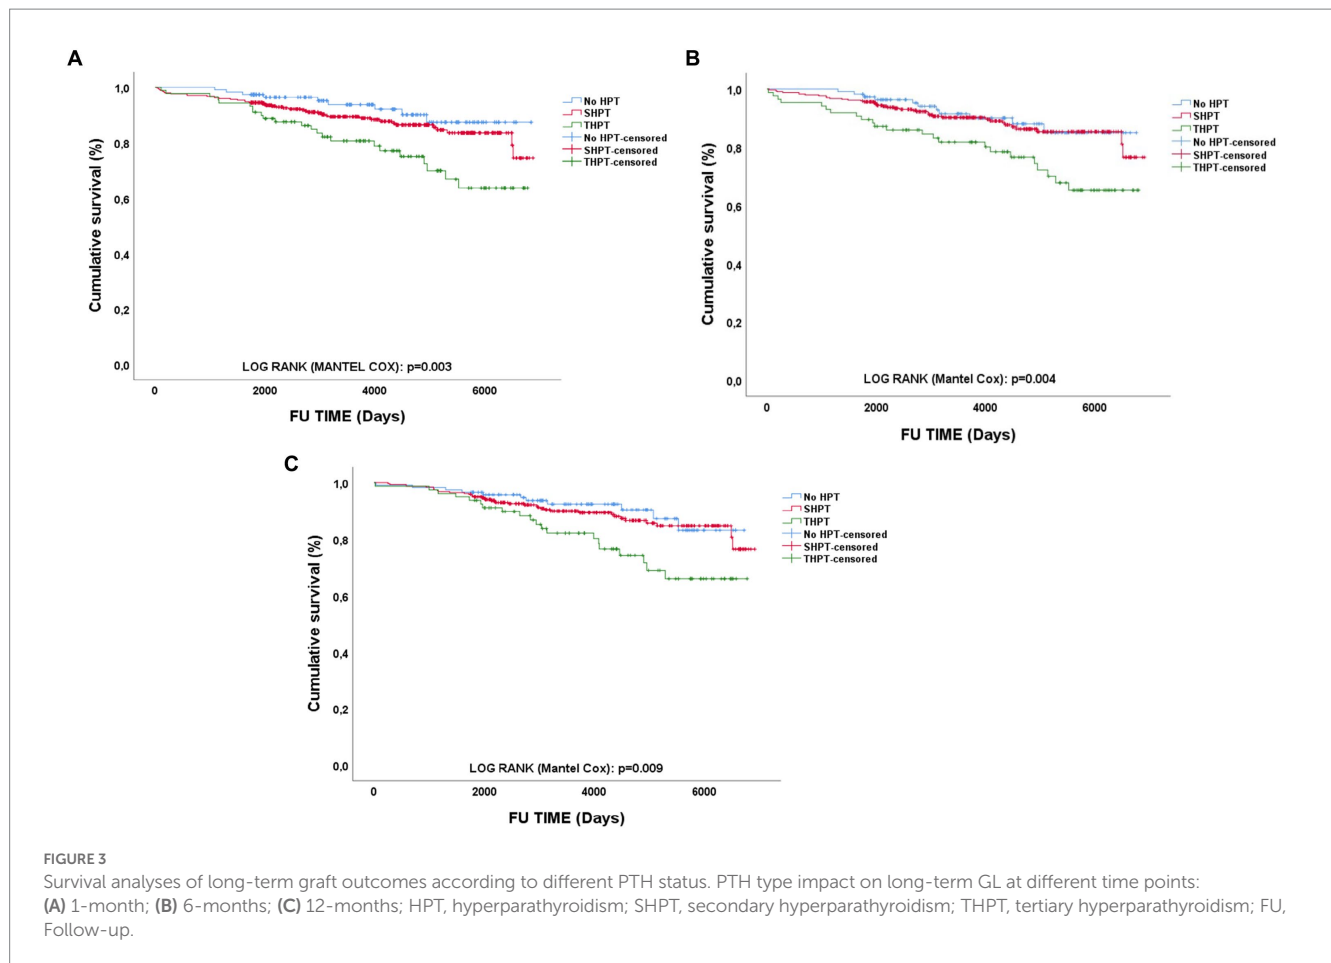 A
Cumulative survival (%)
1,0
0,8
0,6
0,4
0,2
0,0
No HPT
SHPT
THPT
No HPT-censored
SHPT-censored
THPT-censored
LOG RANK (MANTEL COX): p=0.003
0 2000 4000 6000
FU TIME (Days)
B
Cumulative survival (%)
1,0
0,8
0,6
0,4
0,2
0,0
No HPT
SHPT
THPT
No HPT-censored
SHPT-censored
THPT-censored
LOG RANK (Mantel Cox): p=0.004
0 2000 4000 6000
FU TIME (Days)
C
Cumulative survival (%)
1,0
0,8
0,6
0,4
0,2
0,0
No HPT
SHPT
THPT
No HPT-censored
SHPT-censored
THPT-censored
LOG RANK (Mantel Cox): p=0.009
0 2000 4000 6000
FU TIME (Days)
FIGURE 3
Survival analyses of long-term graft outcomes according to different PTH status. PTH type impact on long-term GL at different time points:
(A) 1-month; (B) 6-months; (C) 12-months; HPT, hyperparathyroidism; SHPT, secondary hyperparathyroidism; THPT, tertiary hyperparathyroidism; FU,
Follow-up.